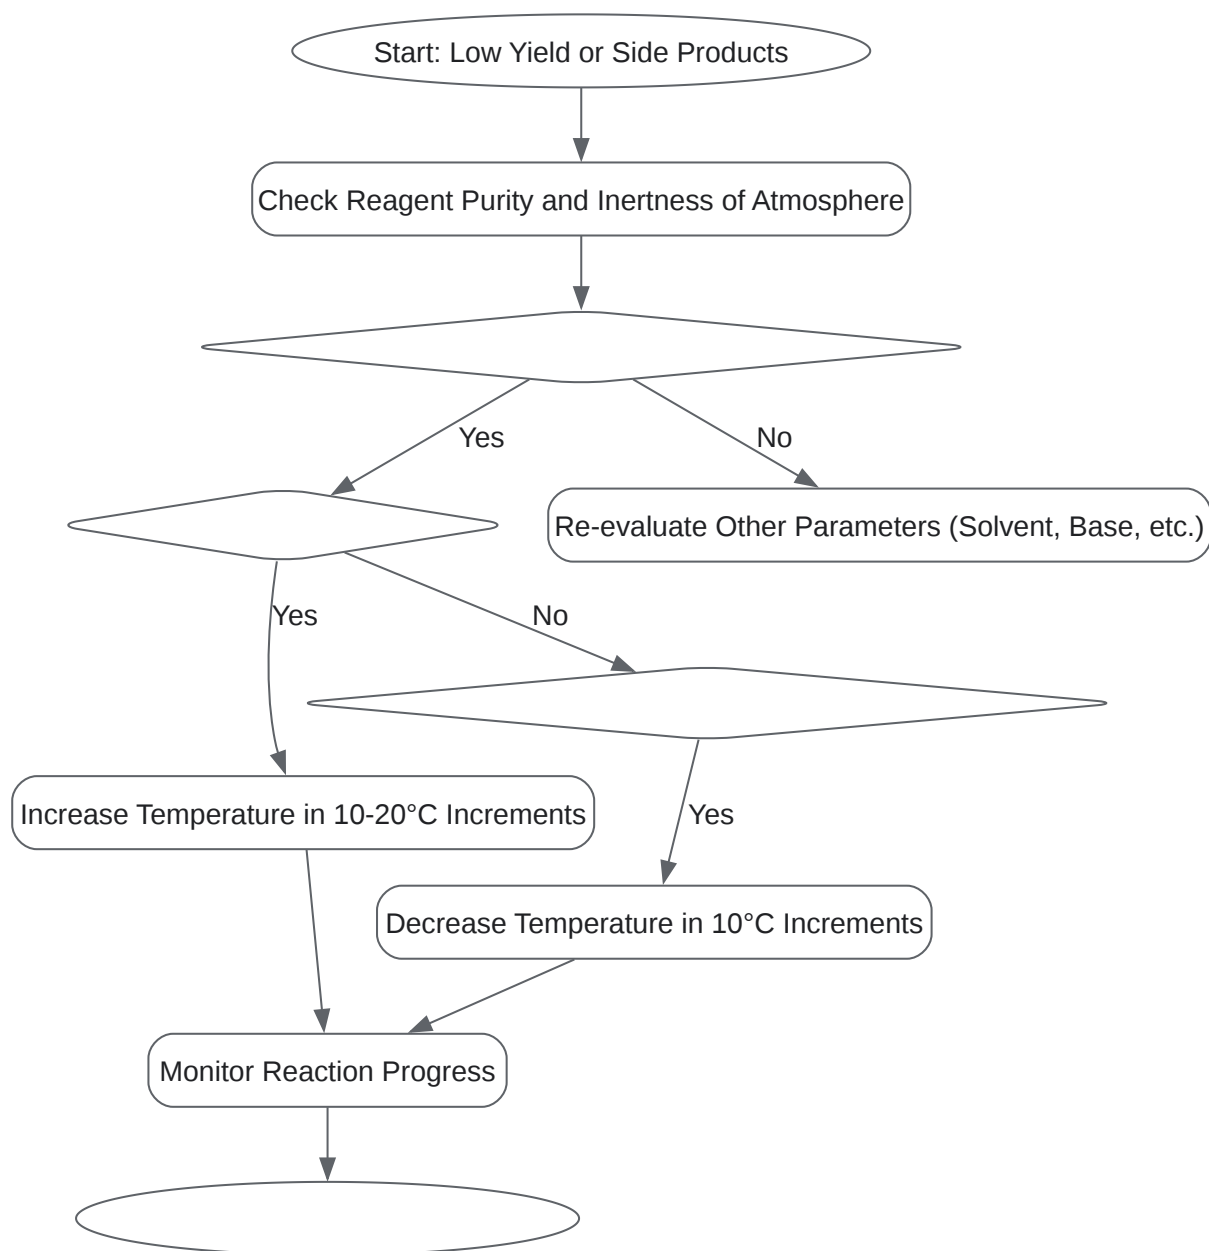 Start: Low Yield or Side Products
Check Reagent Purity and Inertness of Atmosphere
Yes
No
Re-evaluate Other Parameters (Solvent, Base, etc.)
Yes
No
Increase Temperature in 10-20°C Increments
Yes
Decrease Temperature in 10°C Increments
Monitor Reaction Progress